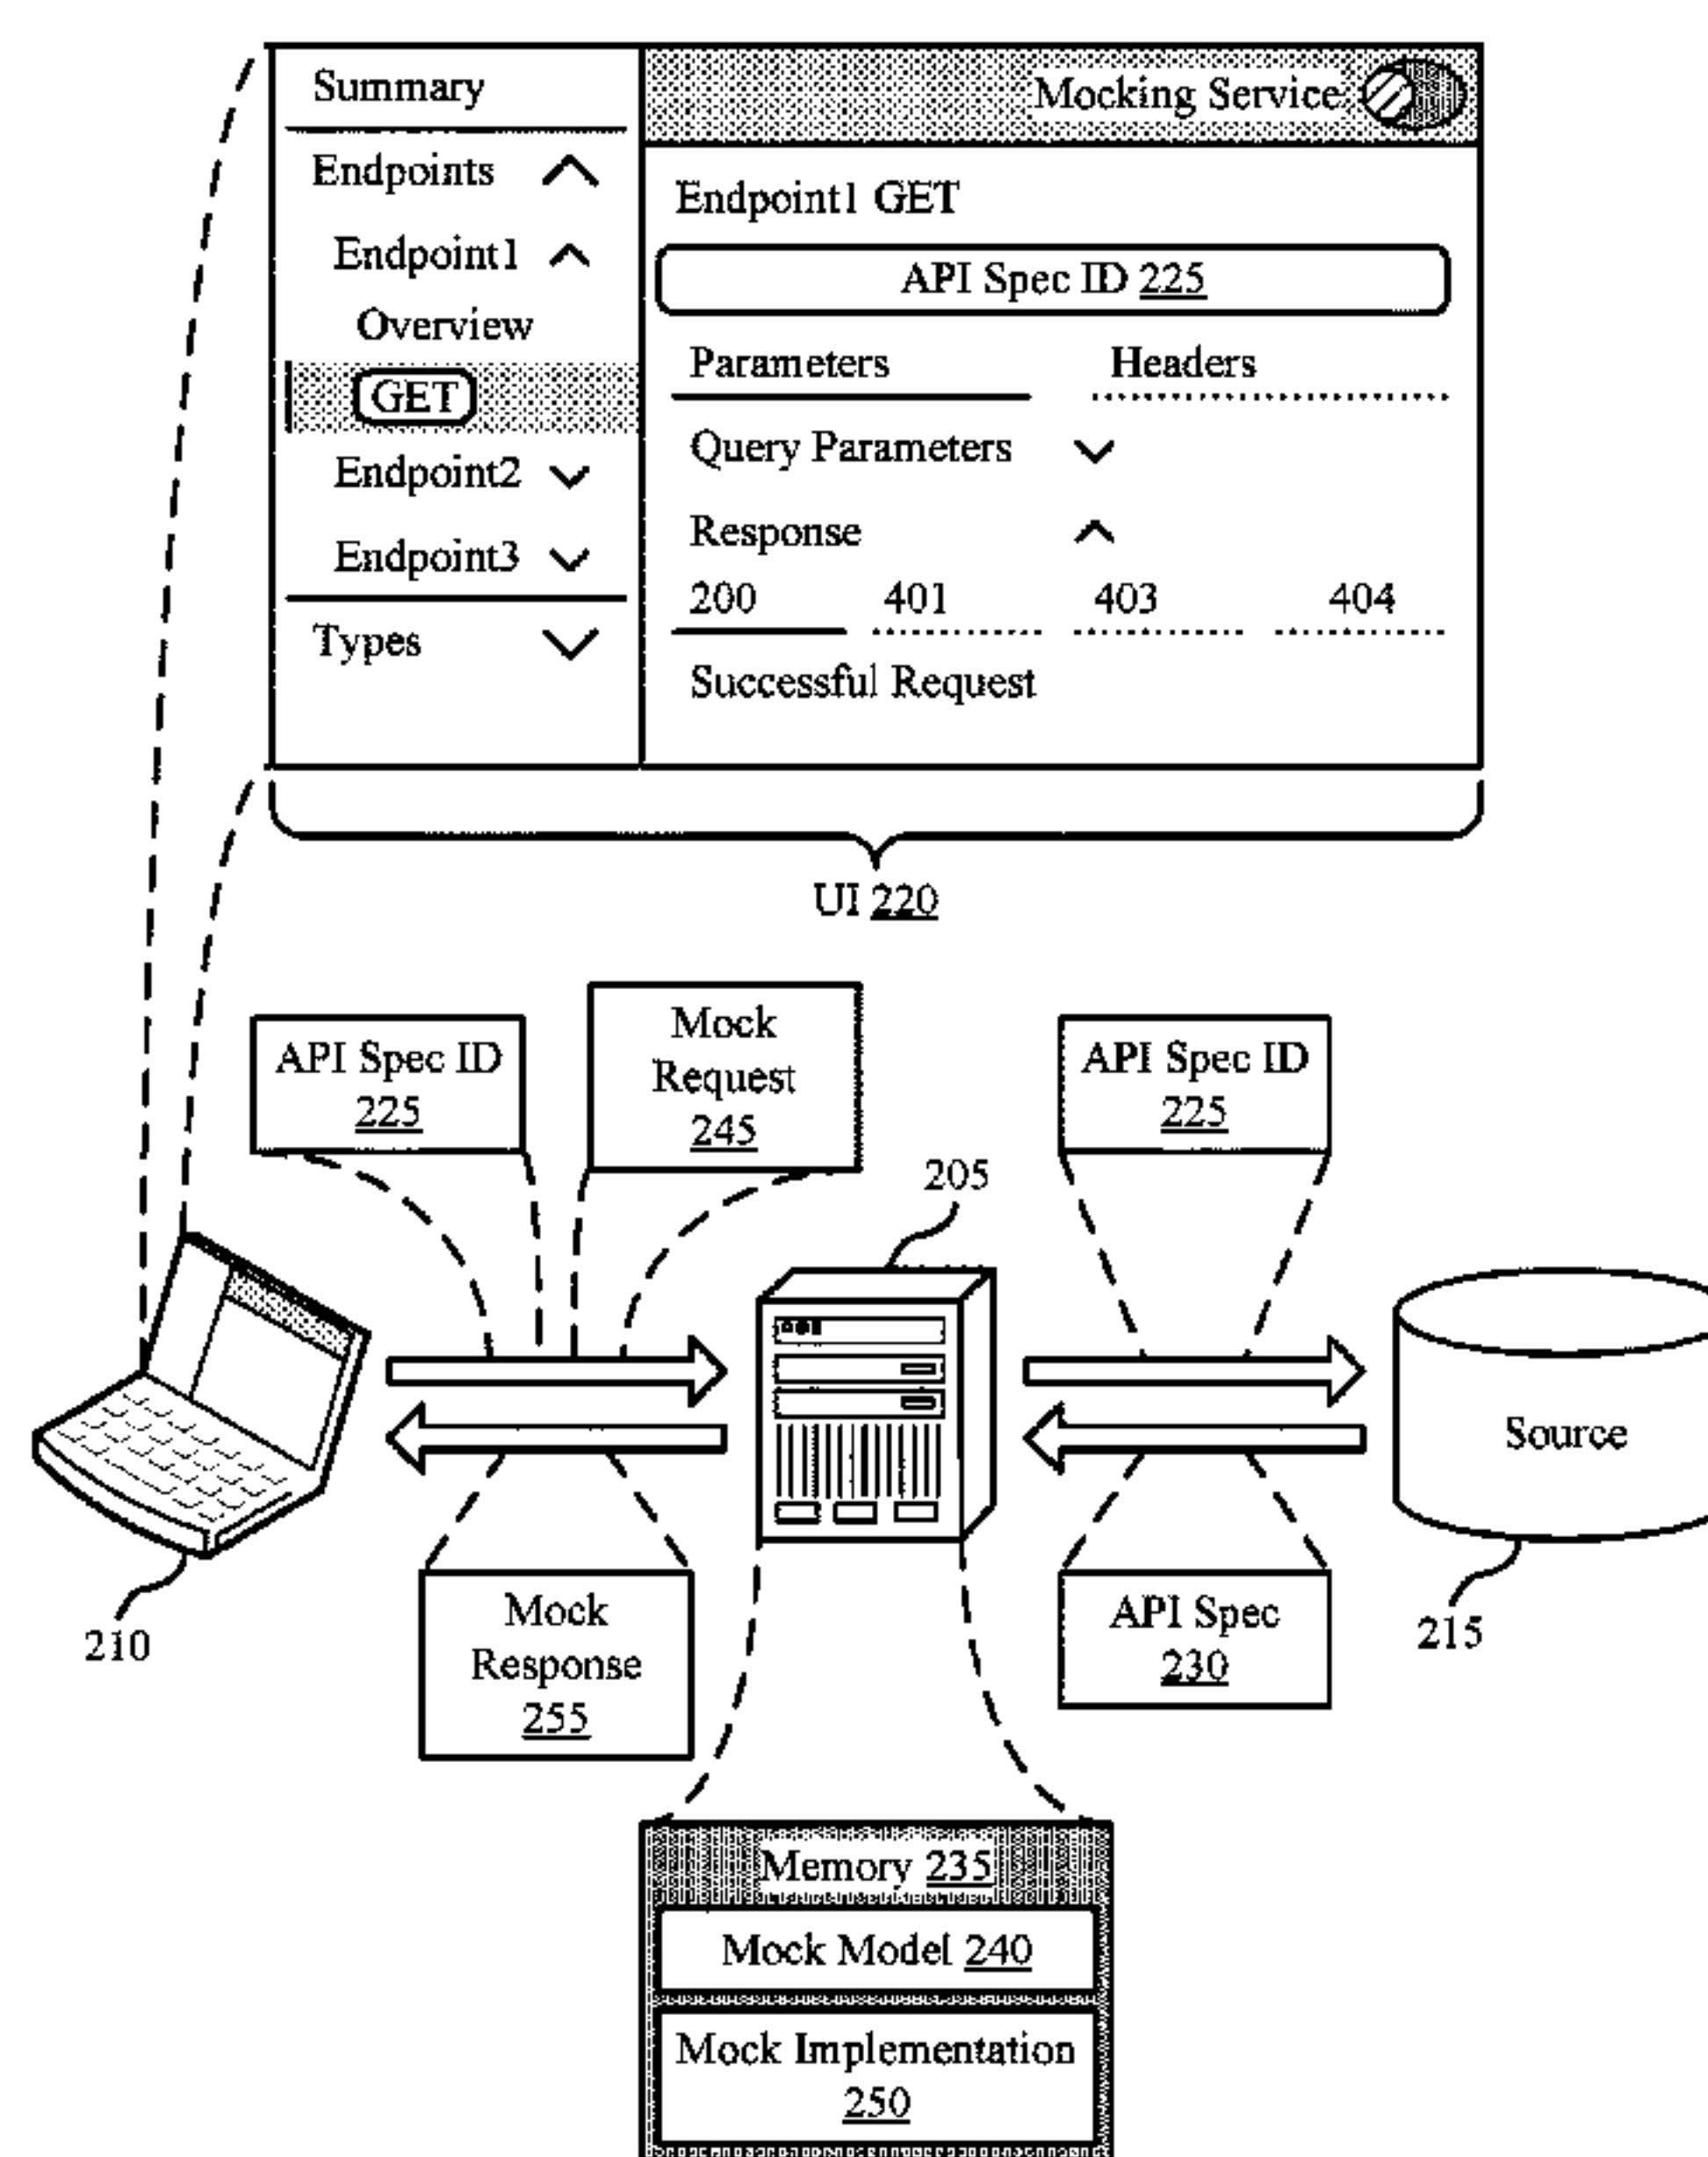 Summary
Mocking Service
Endpoints
Endpoint1
Overview
GET
Endpoint2
Endpoint3
Types
Endpoint1 GET
API Spec ID 225
Parameters Headers
Query Parameters
Response
200 401 403 404
Successful Request
UI 220
API Spec ID
225
Mock
Request
245
API Spec ID
225
205
Source
210
Mock
Response
255
API Spec
230
215
Memory 235
Mock Model 240
Mock Implementation
250